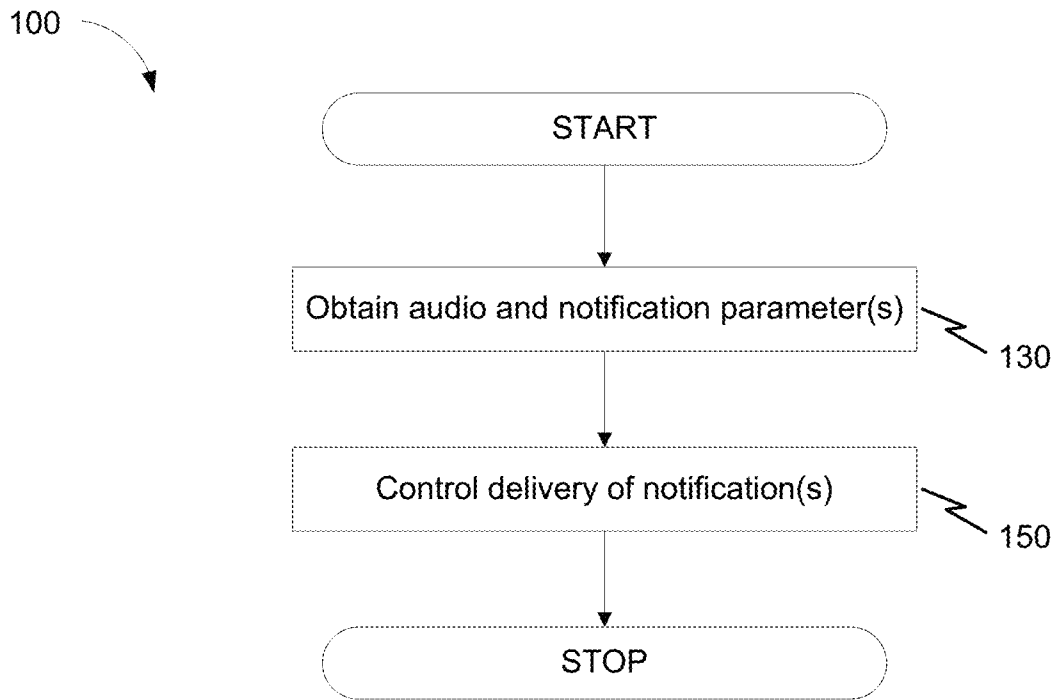 100
START
Obtain audio and notification parameter(s)
130
Control delivery of notification(s)
150
STOP